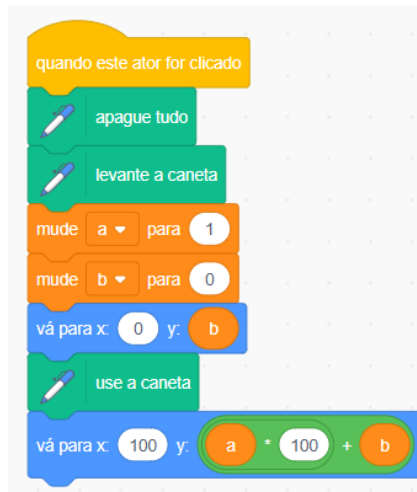 quando este ator for clicado
apague tudo
levante a caneta
mude a para 1
mude b para 0
vá para x: 0 y: b
use a caneta
vá para x: 100 y: a * 100 + b